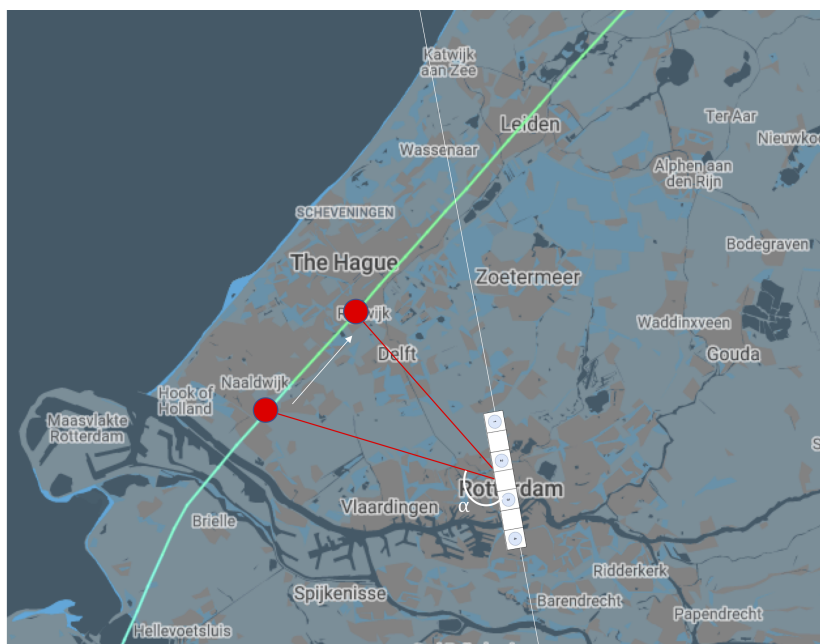 Katwijk
aan Zee
Leiden
Ter Aar
Wassenaar
Alphen aan
den Rijn
SCHEVENINGEN
Bodegraven
The Hague
Zoetermeer
Waddinxveen
Delft
Gouda
Naaldwijk
Hook of
Holland
Maasvlakte
Rotterdam
Rotterdam
α
Vlaardingen
Brielle
Ridderkerk
Spijkenisse
Barendrecht
Papendrecht
Hellevoetsluis